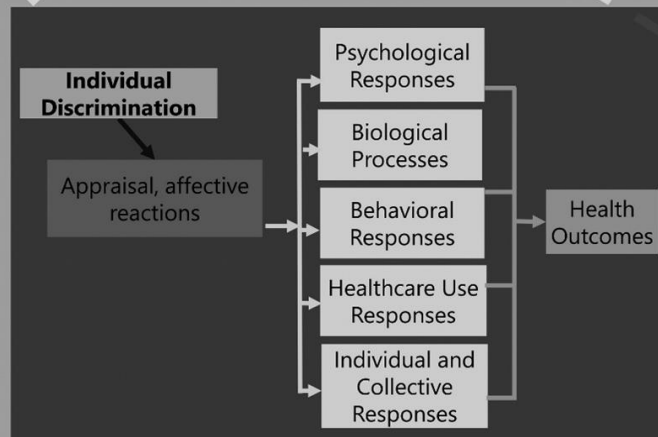 Individual
Discrimination
Appraisal, affective
reactions
Psychological
Responses
Biological
Processes
Behavioral
Responses
Healthcare Use
Responses
Individual and
Collective
Responses
Health
Outcomes